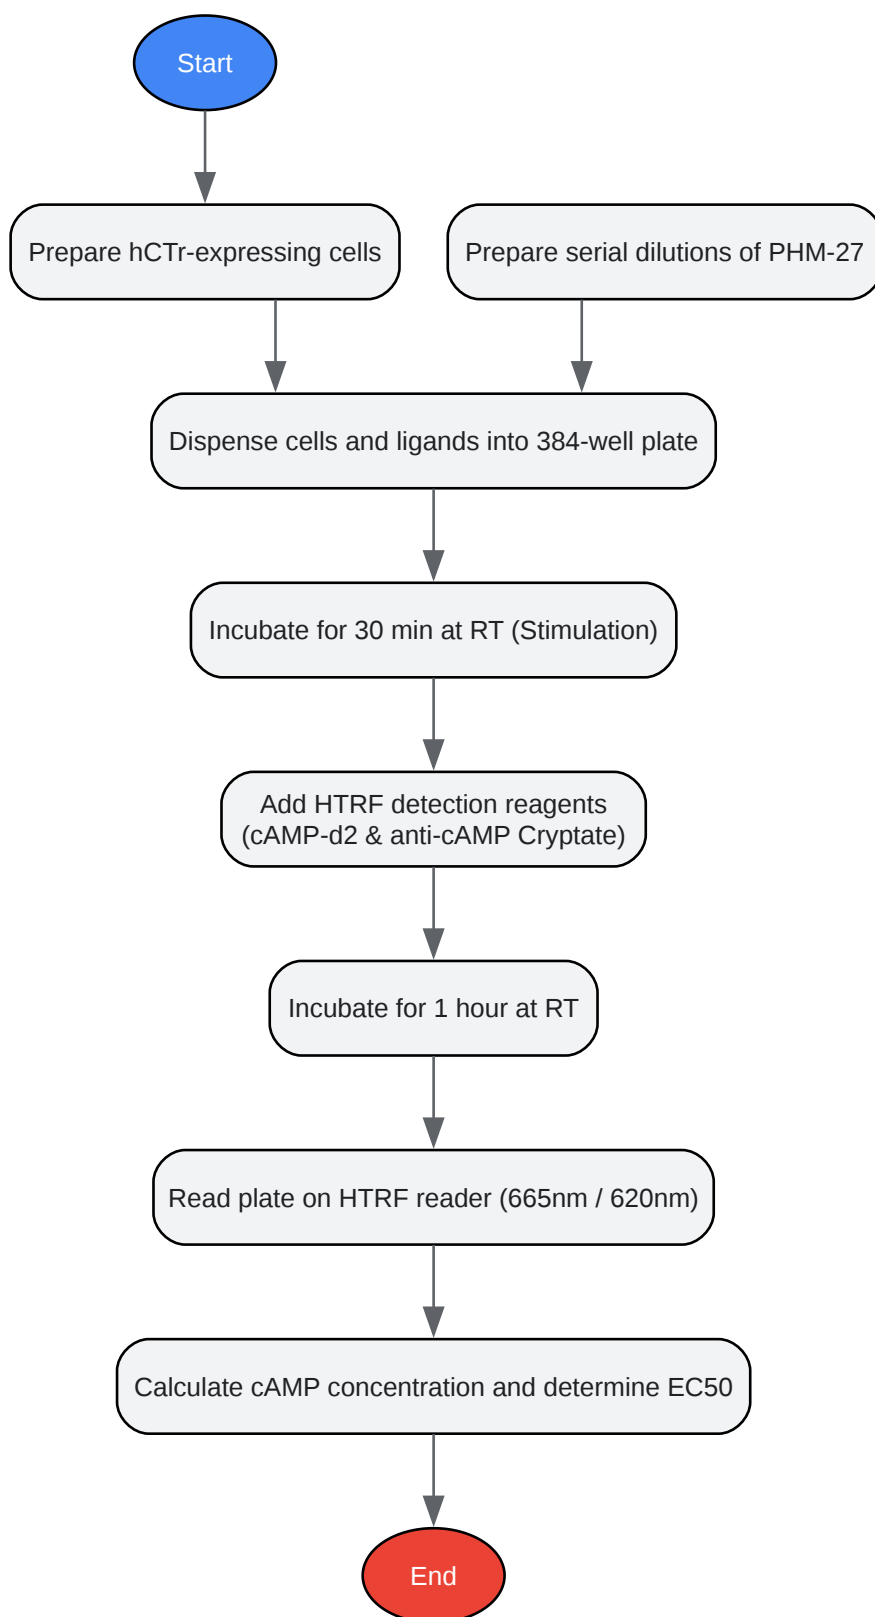 Start
Prepare hCTr-expressing cells
Prepare serial dilutions of PHM-27
Dispense cells and ligands into 384-well plate
Incubate for 30 min at RT (Stimulation)
Add HTRF detection reagents
(cAMP-d2 & anti-cAMP Cryptate)
Incubate for 1 hour at RT
Read plate on HTRF reader (665nm / 620nm)
Calculate cAMP concentration and determine EC50
End